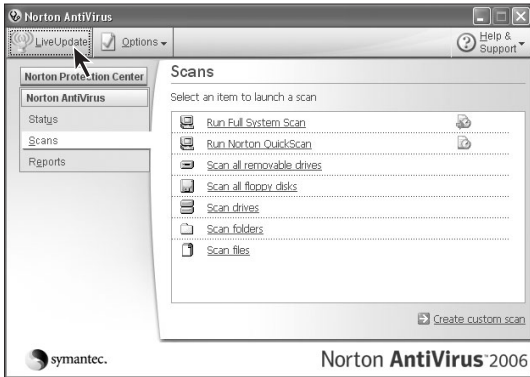 Norton AntiVirus
LiveUpdate
Options
Help &
Support
Norton Protection Center
Norton AntiVirus
Status
Scans
Reports
Scans
Select an item to launch a scan
Run Full System Scan
Run Norton QuickScan
Scan all removable drives
Scan all floppy disks
Scan drives
Scan folders
Scan files
Create custom scan
symantec.
Norton AntiVirus™2006